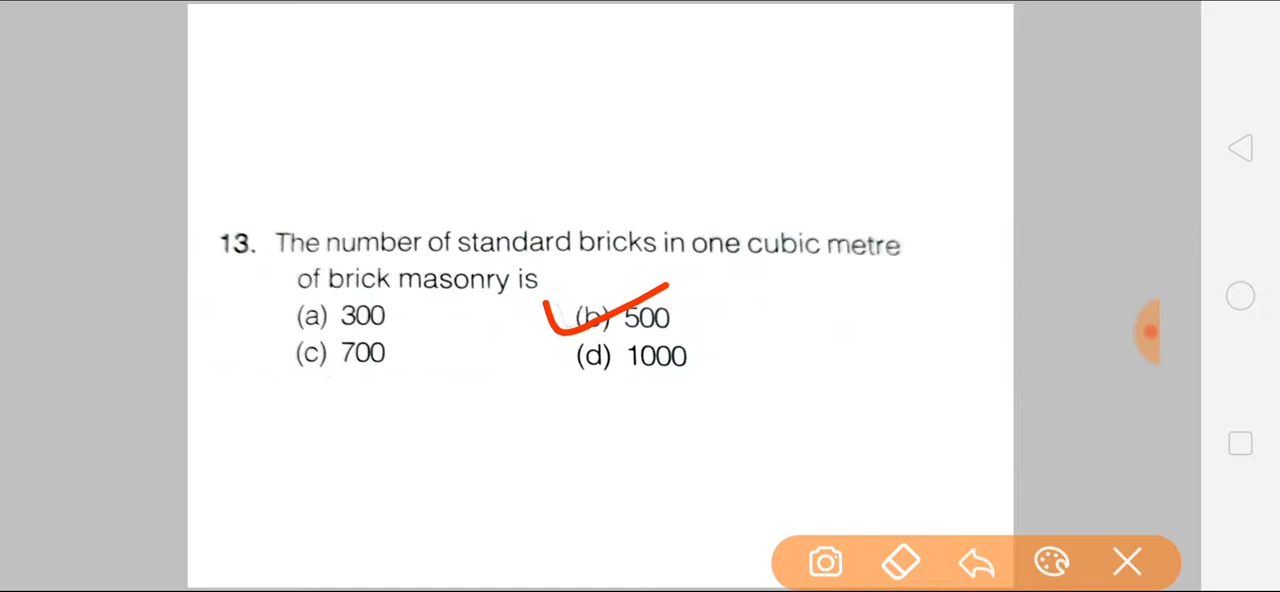 13. The number of standard bricks in one cubic metre
of brick masonry is
(a) 300 (b) 500
(c) 700 (d) 1000